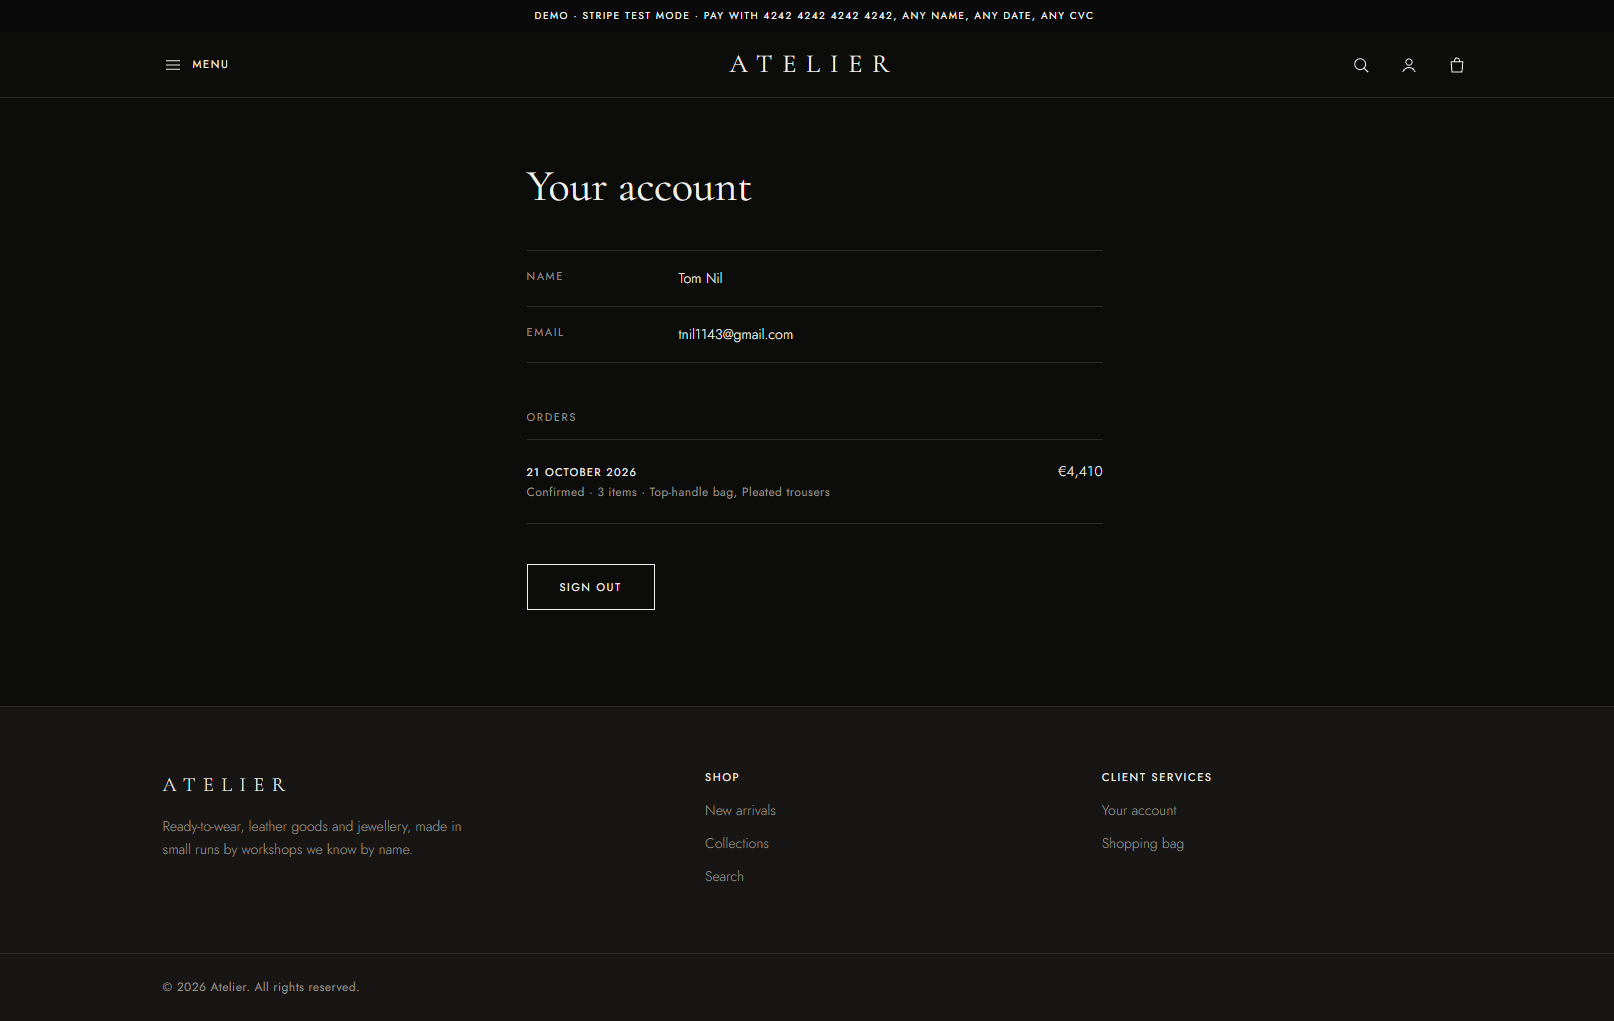 DEMO · STRIPE TEST MODE · PAY WITH 4242 4242 4242 4242, ANY NAME, ANY DATE, ANY CVC
MENU
ATELIER
Your account
NAME
Tom Nil
EMAIL
tnil1143@gmail.com
ORDERS
21 OCTOBER 2026
€4,410
Confirmed · 3 items · Top-handle bag, Pleated trousers
SIGN OUT
ATELIER
Ready-to-wear, leather goods and jewellery, made in
small runs by workshops we know by name.
SHOP
New arrivals
Collections
Search
CLIENT SERVICES
Your account
Shopping bag
© 2026 Atelier. All rights reserved.